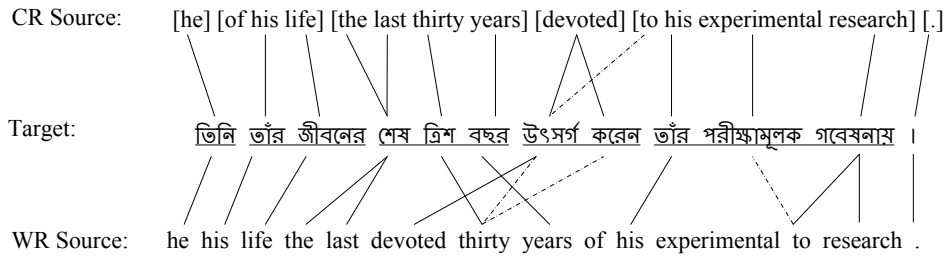 CR Source: [he] [of his life] [the last thirty years] [devoted] [to his experimental research] [.]
Target: তিনি তাঁর জীবনের শেষ ত্রিশ বছর উৎসর্গ করেন তাঁর পরীক্ষামূলক গবেষনায় ।
WR Source: he his life the last devoted thirty years of his experimental to research .